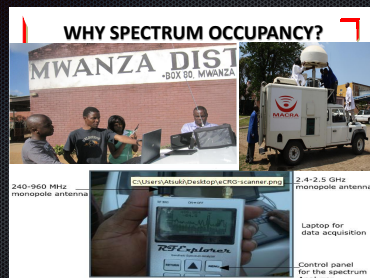 WHY SPECTRUM OCCUPANCY?
MWANZA DIST
•BOX 80, MWANZA
MACRA
240-960 MHz
monopole antenna
C:\Users\Atsuki\Desktop\eCRG-scanner.png
2.4-2.5 GHz
monopole antenna
Laptop for
data acquisition
RF Explorer
Control panel
for the spectrum